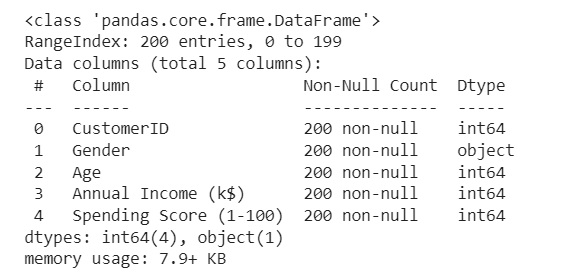 <class 'pandas.core.frame.DataFrame'>
RangeIndex: 200 entries, 0 to 199
Data columns (total 5 columns):
 #   Column                  Non-Null Count  Dtype
---  ------                  --------------  -----
 0   CustomerID              200 non-null    int64
 1   Gender                  200 non-null    object
 2   Age                     200 non-null    int64
 3   Annual Income (k$)      200 non-null    int64
 4   Spending Score (1-100)  200 non-null    int64
dtypes: int64(4), object(1)
memory usage: 7.9+ KB